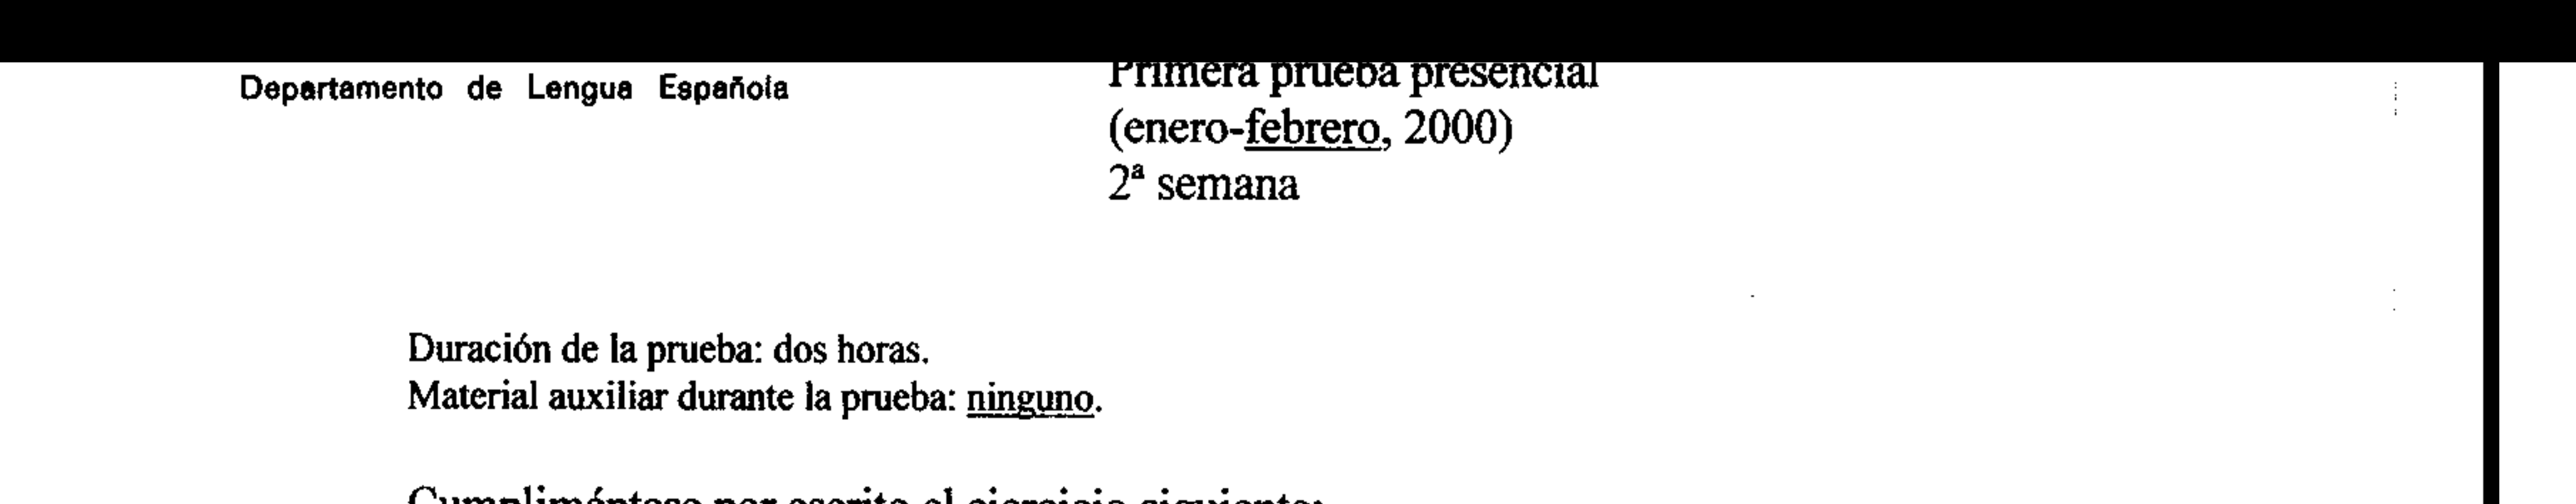 Departamento de Lengua Española
Primera prueba presencial
(enero-febrero, 2000)
2ª semana
Duración de la prueba: dos horas.
Material auxiliar durante la prueba: ninguno.
Cumpliméntese por escrito el ejercicio siguiente: